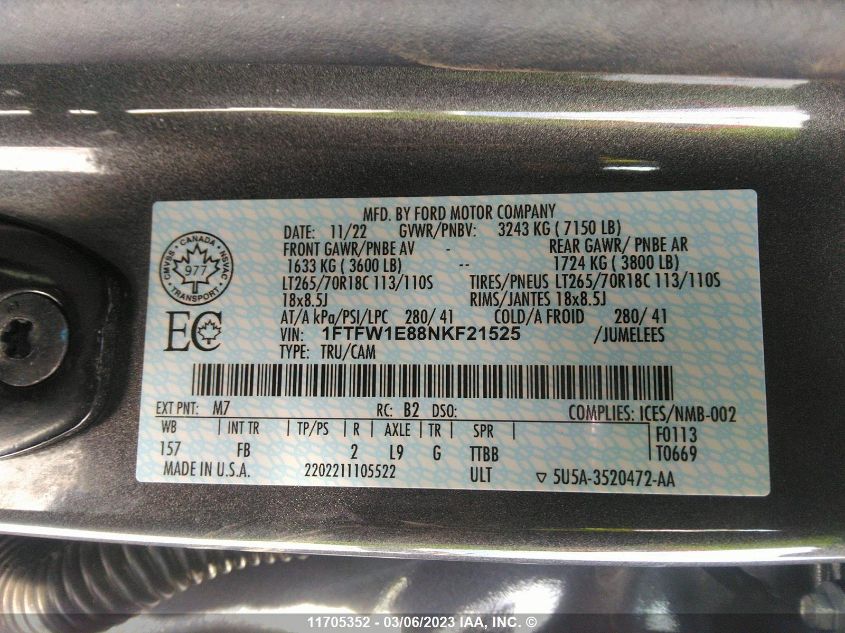 MFD. BY FORD MOTOR COMPANY
DATE: 11/22 GVWR/PNBV: 3243 KG ( 7150 LB)
FRONT GAWR/PNBE AV - REAR GAWR/ PNBE AR
1633 KG ( 3600 LB) -- 1724 KG ( 3800 LB)
LT265/70R18C 113/110S TIRES/PNEUS LT265/70R18C 113/110S
18x8.5J RIMS/JANTES 18x8.5J
AT/A kPa/PSI/LPC 280/ 41 COLD/A FROID 280/ 41
VIN: 1FTFW1E88NKF21525 /JUMELEES
TYPE: TRU/CAM
CMVSS - CANADA - NSVAC
977
TRANSPORT
EC
EXT PNT: M7 RC: B2 DSO: COMPLIES: ICES/NMB-002
WB INT TR TP/PS R AXLE TR SPR F0113
157 FB 2 L9 G TTBB T0669
MADE IN U.S.A. 2202211105522 ULT ▽ 5U5A-3520472-AA
11705352 - 03/06/2023 IAA, Inc.